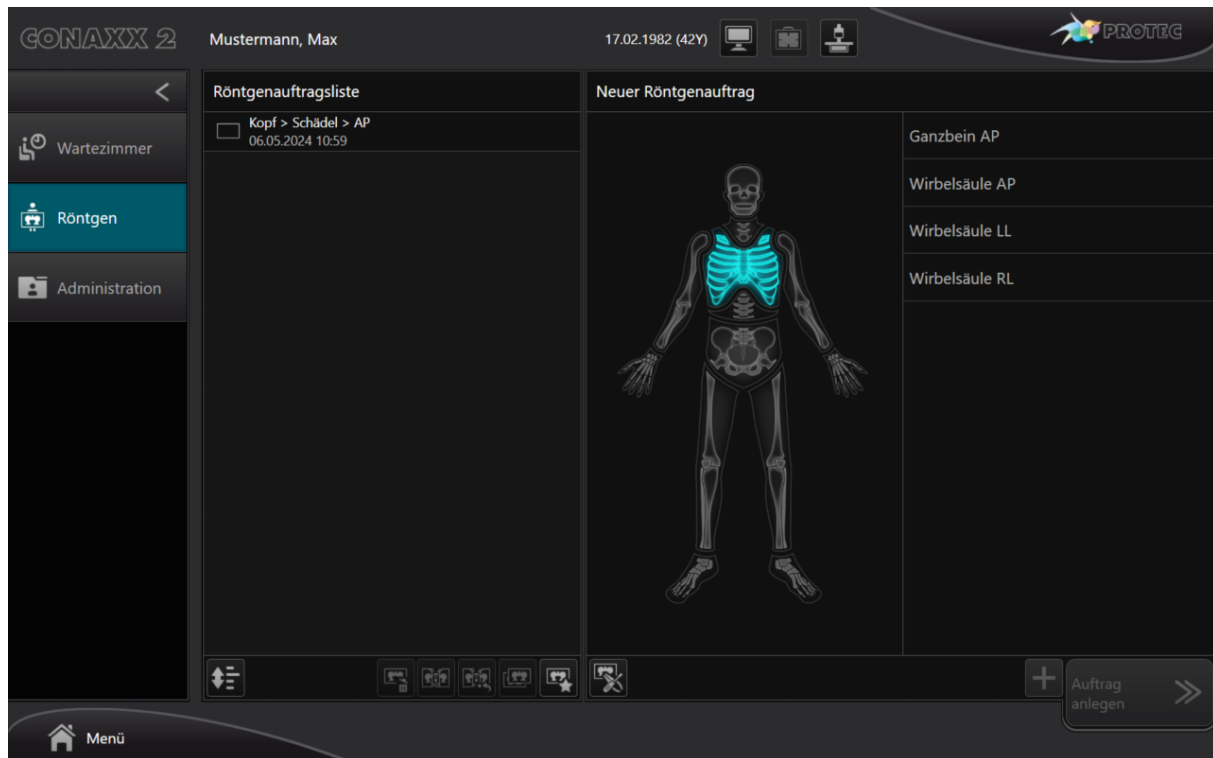 CONAXX 2
Mustermann, Max
17.02.1982 (42Y)
PROTEC
Röntgenauftragsliste
Neuer Röntgenauftrag
Wartezimmer
Röntgen
Administration
Kopf > Schädel > AP
06.05.2024 10:59
Ganzbein AP
Wirbelsäule AP
Wirbelsäule LL
Wirbelsäule RL
Auftrag
anlegen
Menü